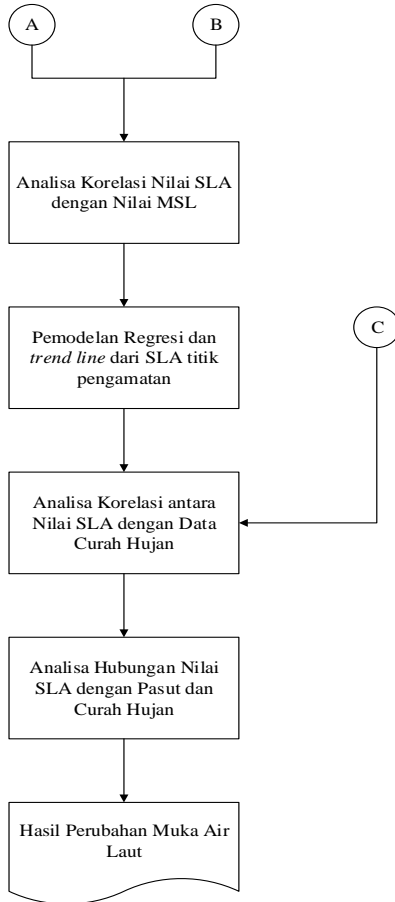 A
B
Analisa Korelasi Nilai SLA
dengan Nilai MSL
Pemodelan Regresi dan
trend line dari SLA titik
pengamatan
C
Analisa Korelasi antara
Nilai SLA dengan Data
Curah Hujan
Analisa Hubungan Nilai
SLA dengan Pasut dan
Curah Hujan
Hasil Perubahan Muka Air
Laut